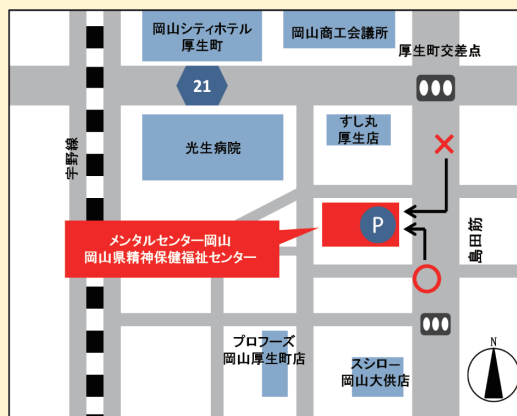 岡山シティホテル
厚生町
岡山商工会議所
厚生町交差点
21
すし丸
厚生店
光生病院
宇野線
メンタルセンター岡山
岡山県精神保健福祉センター
P
島田筋
プロフーズ
岡山厚生町店
スシロー
岡山大供店
N